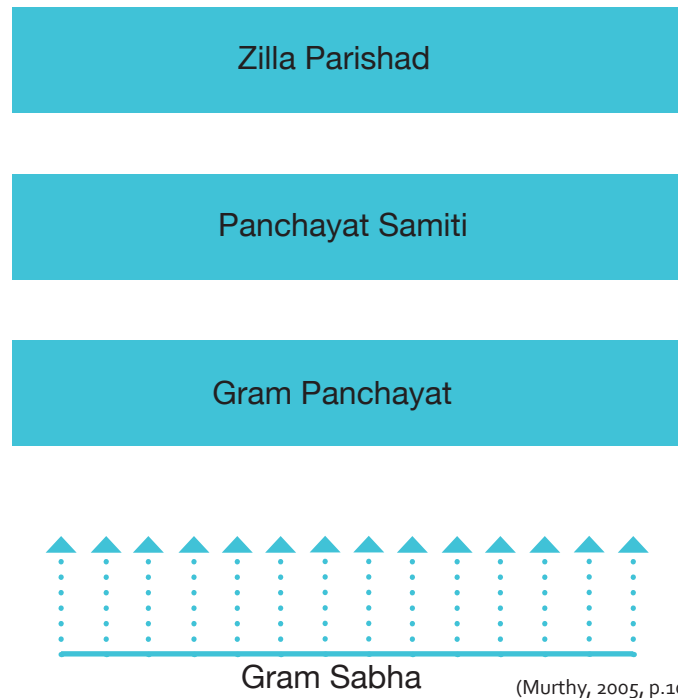 Zilla Parishad
Panchayat Samiti
Gram Panchayat
Gram Sabha
(Murthy, 2005, p.